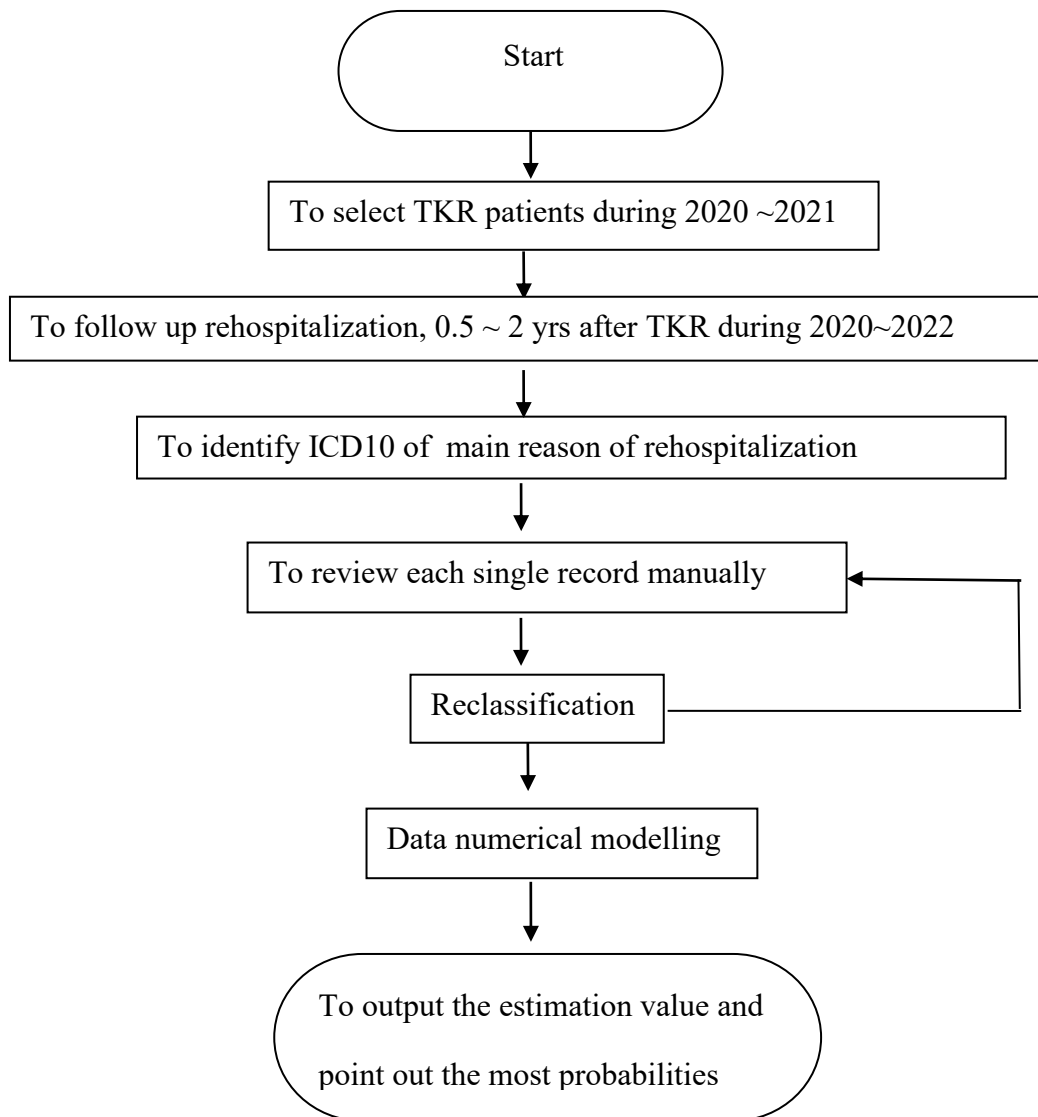 Start
To select TKR patients during 2020 ~2021
To follow up rehospitalization, 0.5 ~ 2 yrs after TKR during 2020~2022
To identify ICD10 of  main reason of rehospitalization
To review each single record manually
Reclassification
Data numerical modelling
To output the estimation value and
point out the most probabilities